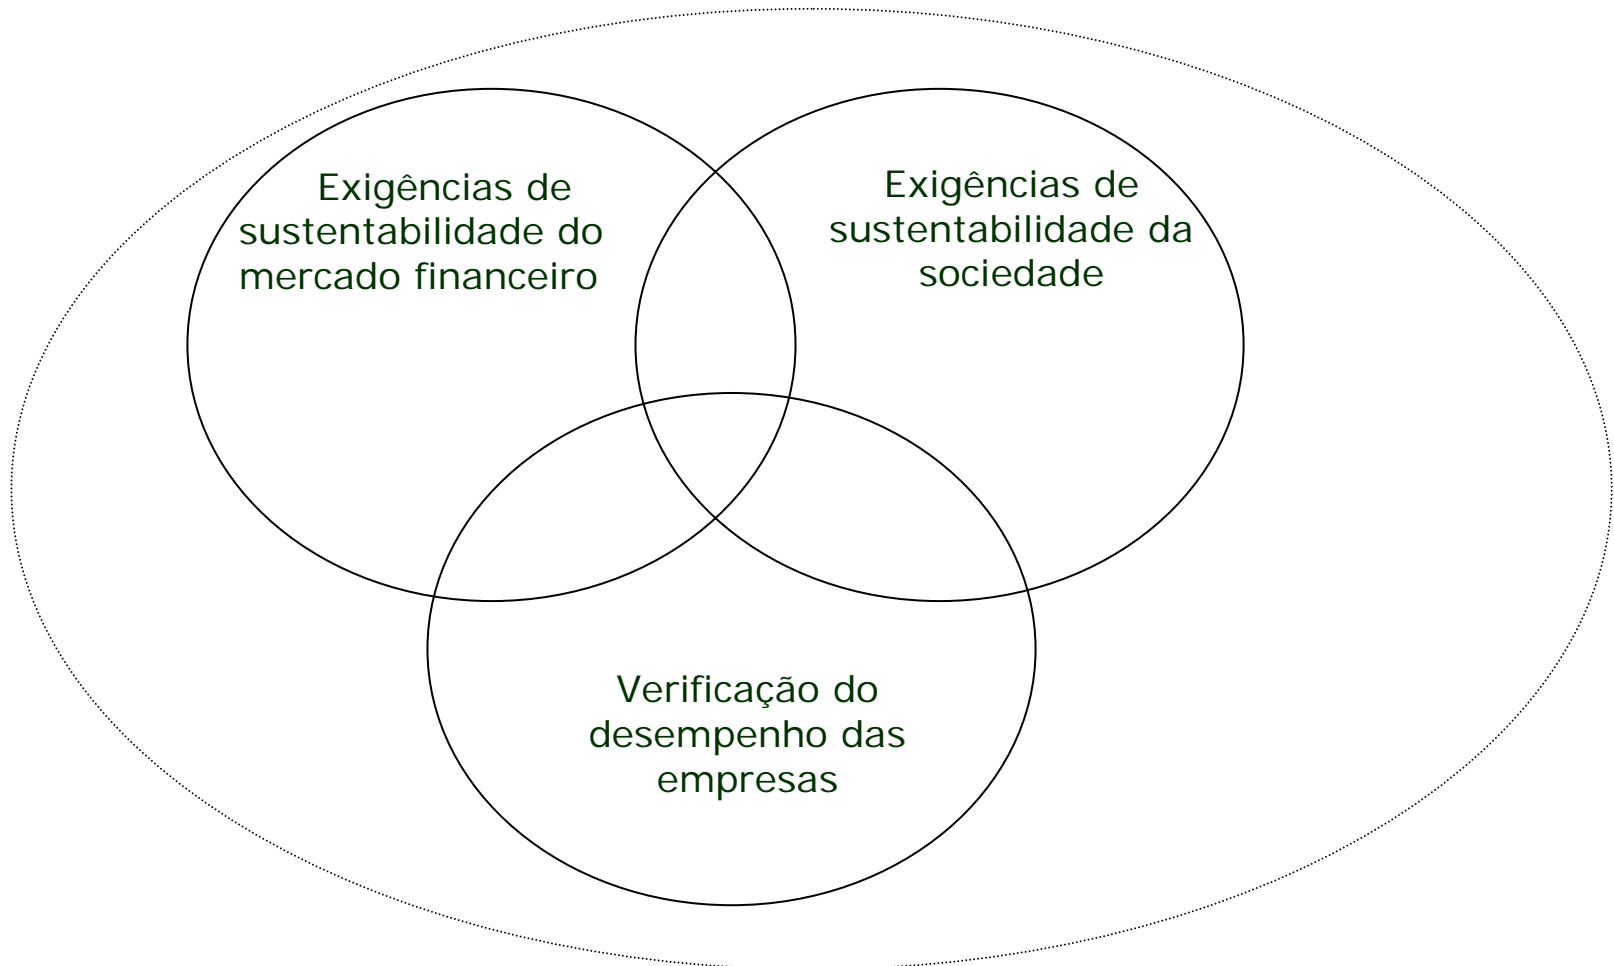 Exigências de
sustentabilidade do
mercado financeiro
Exigências de
sustentabilidade da
sociedade
Verificação do
desempenho das
empresas